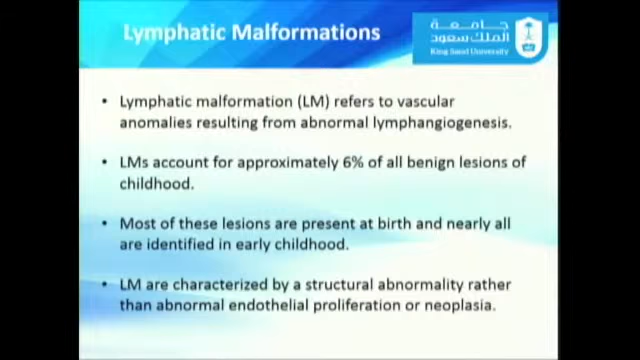 Lymphatic Malformations
جامعة
الملك سعود
King Saud University
• Lymphatic malformation (LM) refers to vascular
anomalies resulting from abnormal lymphangiogenesis.
• LMs account for approximately 6% of all benign lesions of
childhood.
• Most of these lesions are present at birth and nearly all
are identified in early childhood.
• LM are characterized by a structural abnormality rather
than abnormal endothelial proliferation or neoplasia.